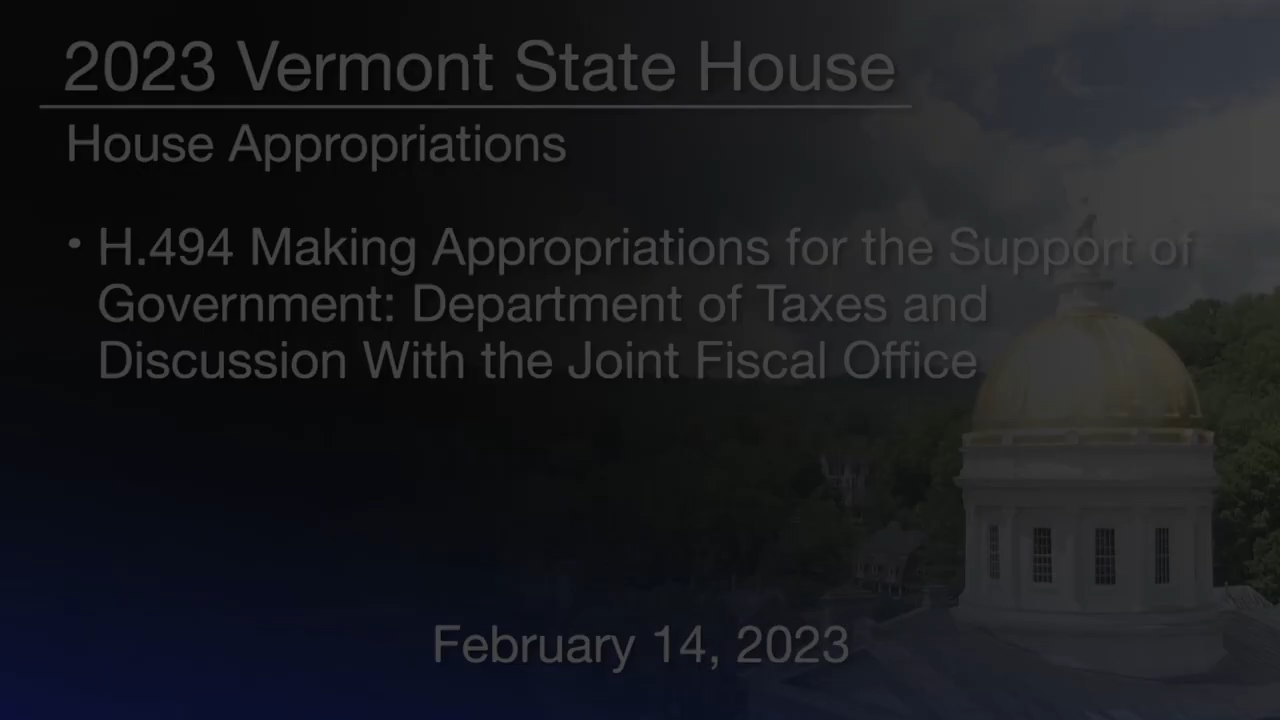 2023 Vermont State House
House Appropriations
• H.494 Making Appropriations for the Support of
Government: Department of Taxes and
Discussion With the Joint Fiscal Office
February 14, 2023